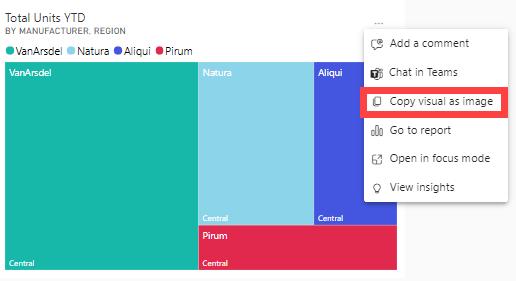 Total Units YTD
BY MANUFACTURER, REGION
VanArsdel Natura Aliqui Pirum
VanArsdel
Central
Natura
Central
Aliqui
Central
Pirum
Central
Add a comment
Chat in Teams
Copy visual as image
Go to report
Open in focus mode
View insights